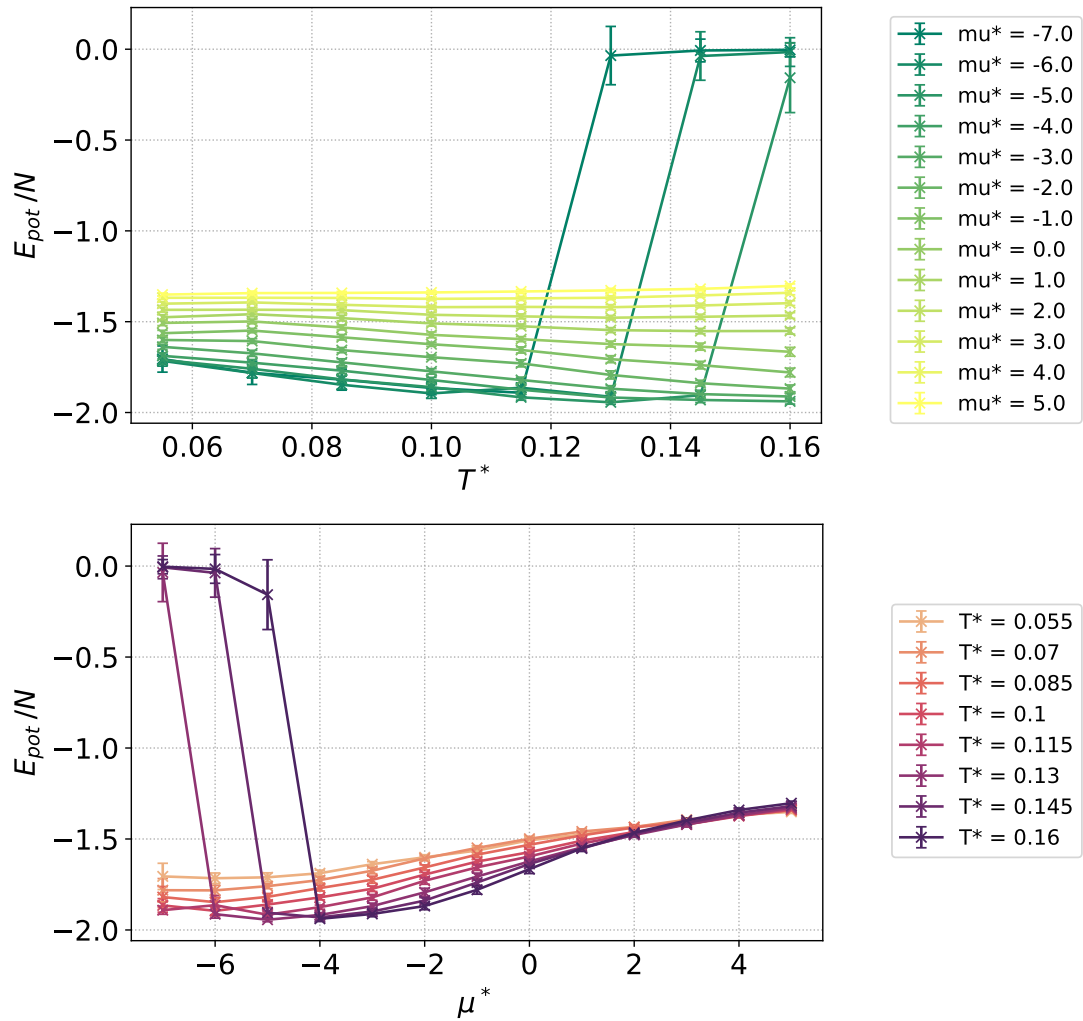 0.0
−0.5
−1.0
−1.5
−2.0
E_pot/N
0.06
0.08
0.10
0.12
0.14
0.16
T*
mu* = -7.0
mu* = -6.0
mu* = -5.0
mu* = -4.0
mu* = -3.0
mu* = -2.0
mu* = -1.0
mu* = 0.0
mu* = 1.0
mu* = 2.0
mu* = 3.0
mu* = 4.0
mu* = 5.0
0.0
−0.5
−1.0
−1.5
−2.0
E_pot/N
−6
−4
−2
0
2
4
μ*
T* = 0.055
T* = 0.07
T* = 0.085
T* = 0.1
T* = 0.115
T* = 0.13
T* = 0.145
T* = 0.16